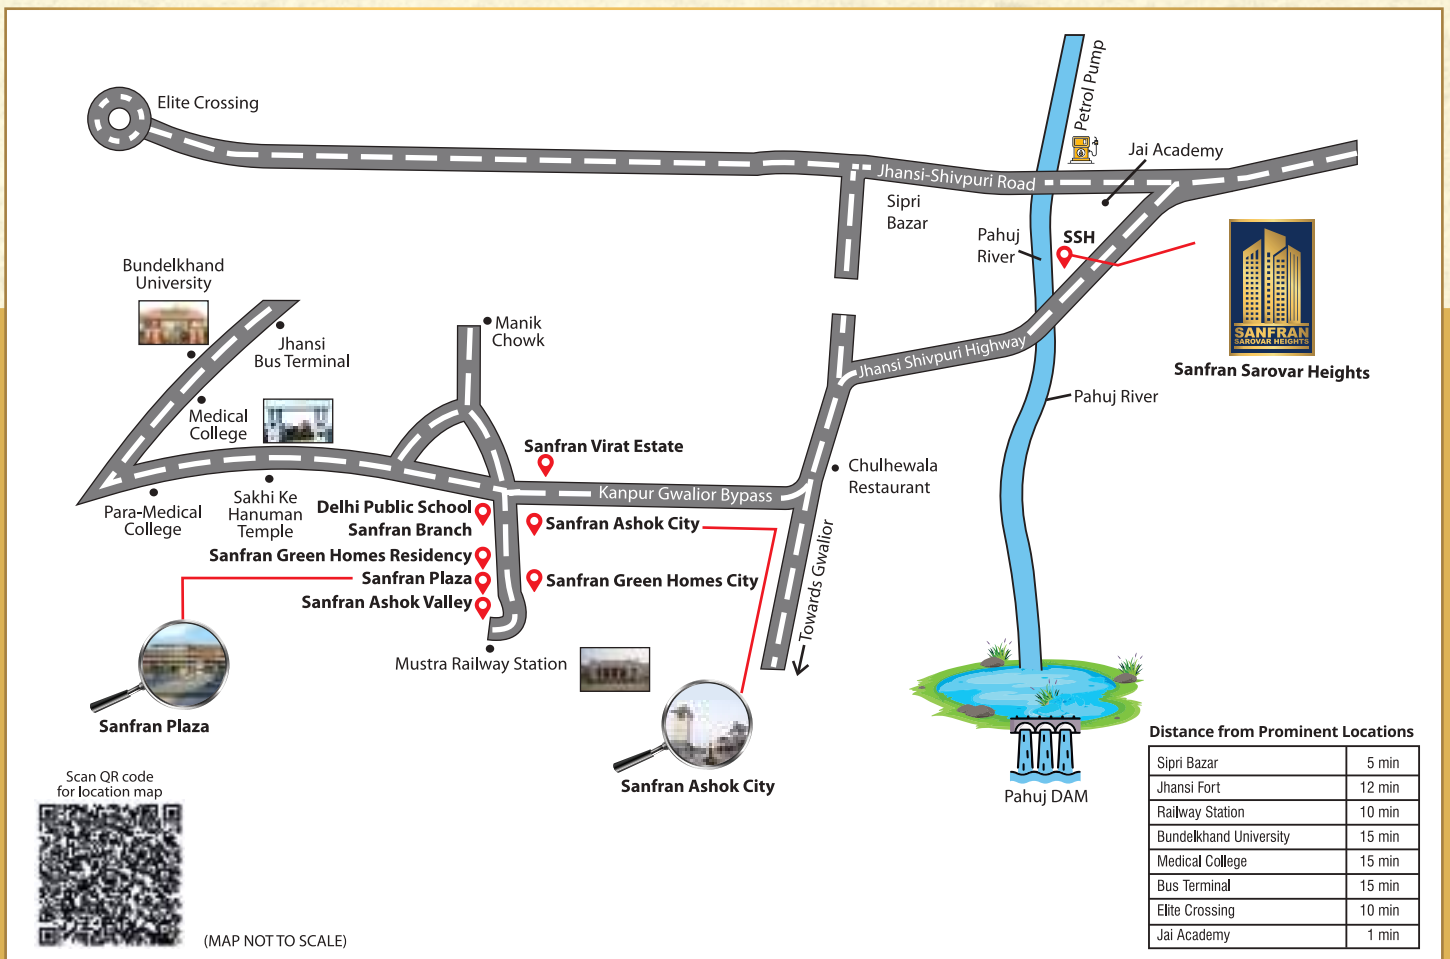 Elite Crossing
Petrol Pump
Jai Academy
Jhansi-Shivpuri Road
Sipri
Bazar
Pahuj
River
SSH
SANFRAN
SAROVAR HEIGHTS
Sanfran Sarovar Heights
Bundelkhand
University
Jhansi
Bus Terminal
Manik
Chowk
Jhansi Shivpuri Highway
Pahuj River
Medical
College
Sanfran Virat Estate
Chulhewala
Restaurant
Kanpur Gwalior Bypass
Para-Medical
College
Sakhi Ke
Hanuman
Temple
Delhi Public School
Sanfran Branch
Sanfran Ashok City
Sanfran Green Homes Residency
Sanfran Plaza
Sanfran Green Homes City
Sanfran Ashok Valley
Towards Gwalior
Mustra Railway Station
Sanfran Plaza
Sanfran Ashok City
Pahuj DAM
Scan QR code
for location map
(MAP NOT TO SCALE)
Distance from Prominent Locations
Sipri Bazar 5 min
Jhansi Fort 12 min
Railway Station 10 min
Bundelkhand University 15 min
Medical College 15 min
Bus Terminal 15 min
Elite Crossing 10 min
Jai Academy 1 min